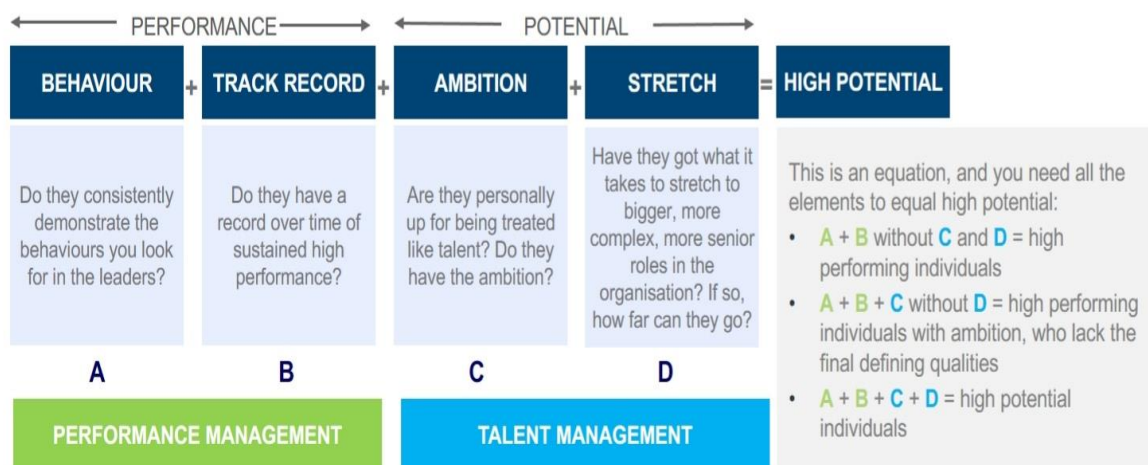 PERFORMANCE
POTENTIAL
BEHAVIOUR + TRACK RECORD + AMBITION + STRETCH = HIGH POTENTIAL
Do they consistently
demonstrate the
behaviours you look
for in the leaders?
A
Do they have a
record over time of
sustained high
performance?
B
Are they personally
up for being treated
like talent? Do they
have the ambition?
C
Have they got what it
takes to stretch to
bigger, more
complex, more senior
roles in the
organisation? If so,
how far can they go?
D
This is an equation, and you need all the
elements to equal high potential:
• A + B without C and D = high
performing individuals
• A + B + C without D = high performing
individuals with ambition, who lack the
final defining qualities
• A + B + C + D = high potential
individuals
PERFORMANCE MANAGEMENT
TALENT MANAGEMENT